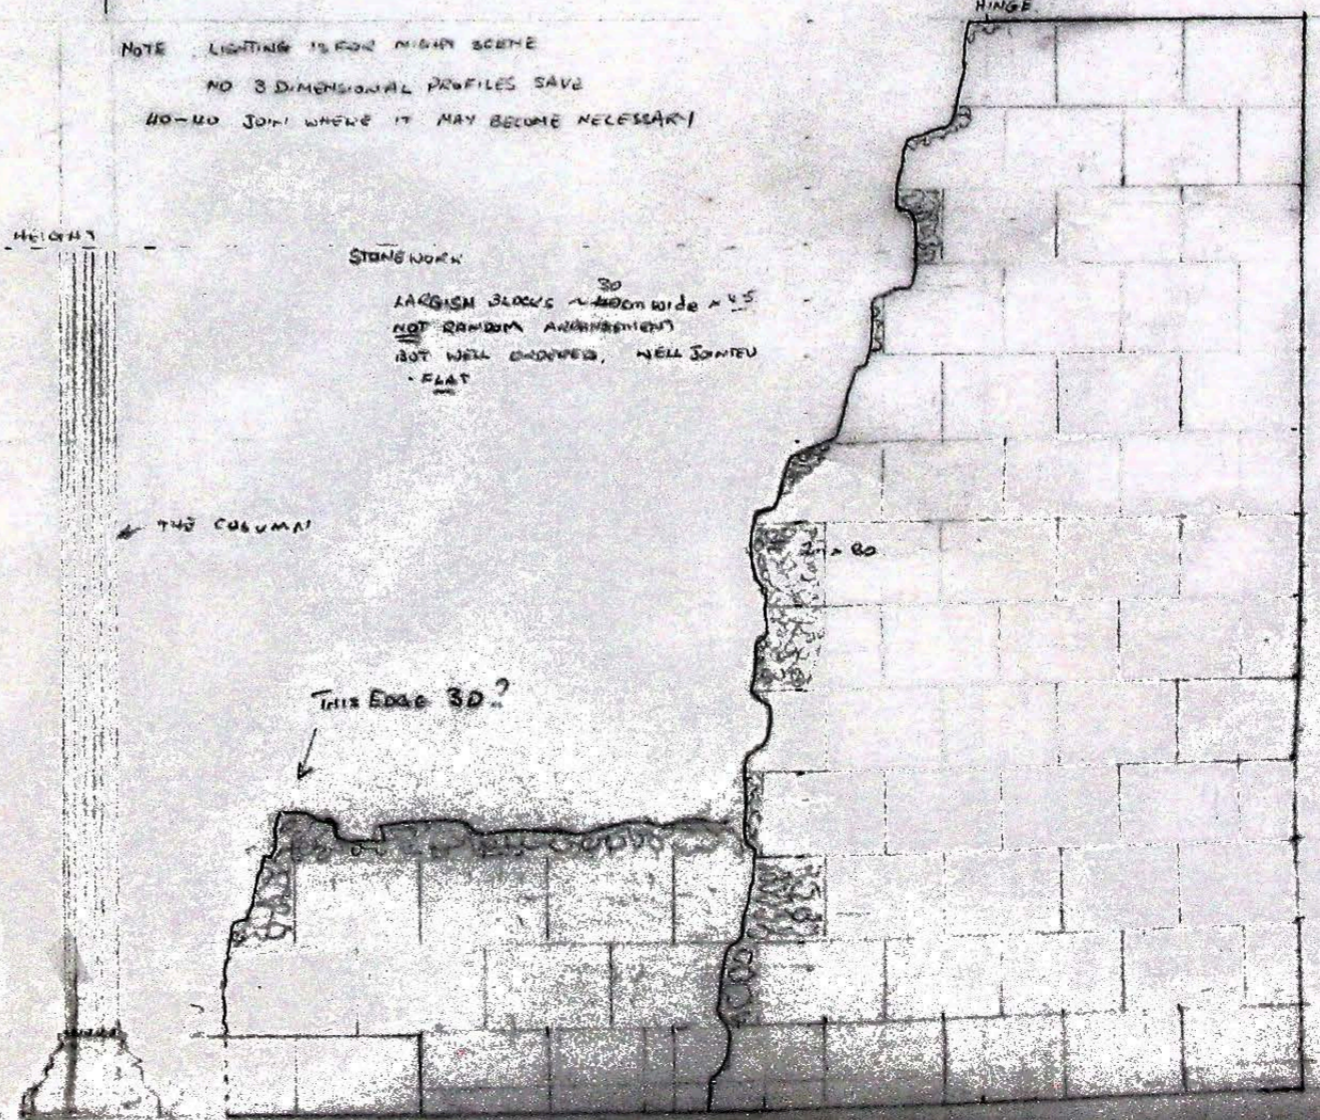 HINGE
NOTE LIGHTING IS FOR NIGHT SCENE
NO 3 DIMENSIONAL PROFILES SAVE
JOIN WHERE IT MAY BECOME NECESSARY
HEIGHT
STONEWORK
30
LARGISH BLOCKS ~ 40cm wide × 45
NOT RANDOM ARRANGEMENT
BUT WELL ORDERED, WELL JOINTED
- FLAT
THE COLUMN
THIS EDGE 3D?